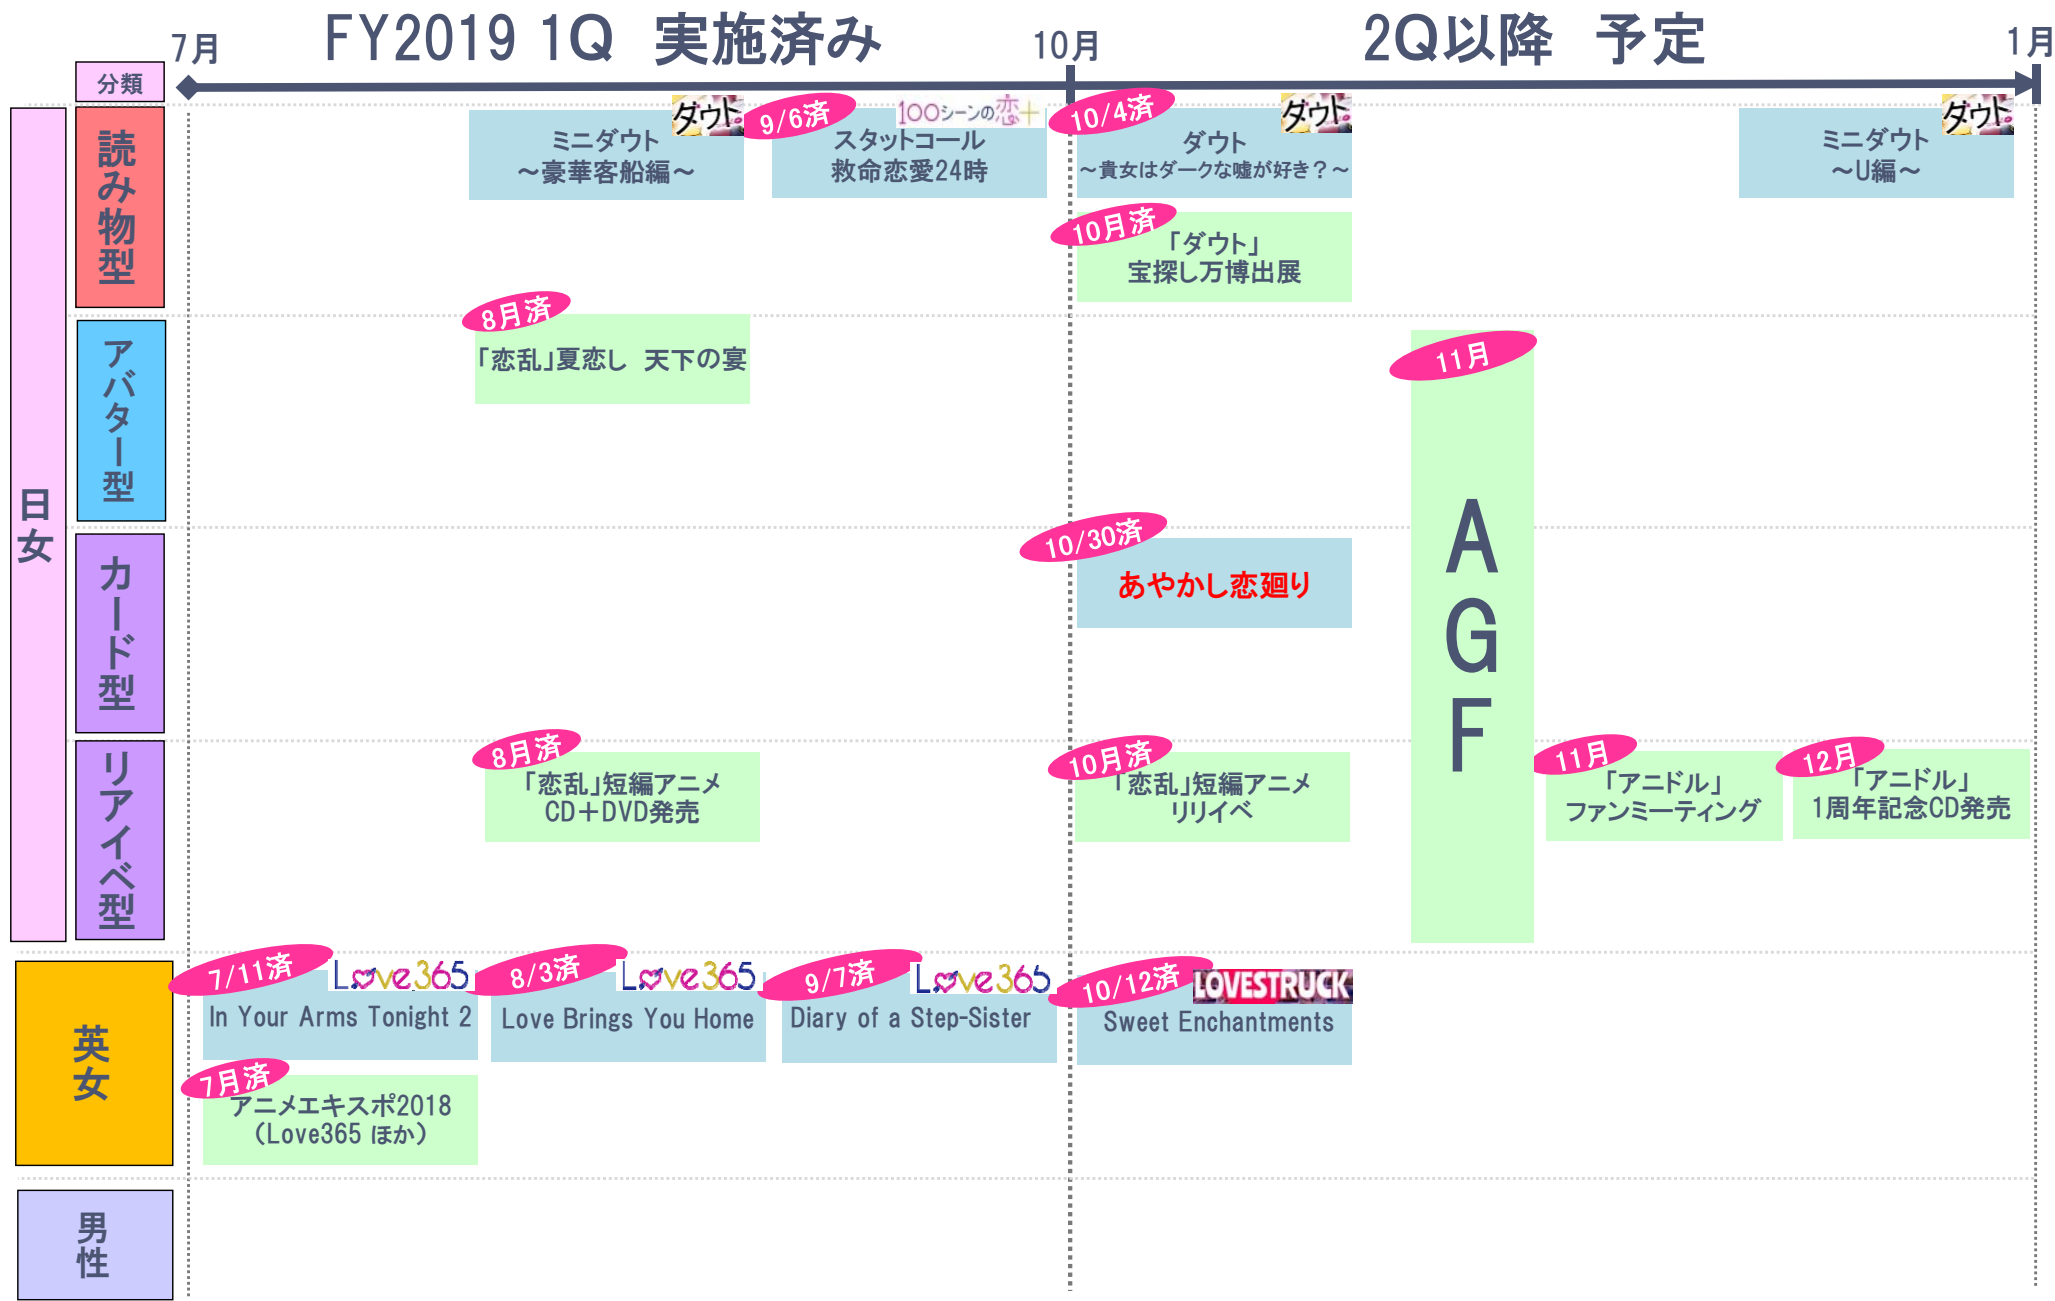 7月
FY2019 1Q 実施済み
10月
2Q以降 予定
1月
分類
日女
読み物型
ダウト
ミニダウト
～豪華客船編～
9/6済
100シーンの恋＋
スタットコール
救命恋愛24時
10/4済
ダウト
ダウト
～貴女はダークな嘘が好き？～
ダウト
ミニダウト
～U編～
10月済
「ダウト」
宝探し万博出展
アバター型
8月済
「恋乱」夏恋し 天下の宴
11月
AGF
カード型
10/30済
あやかし恋廻り
リアイベ型
8月済
「恋乱」短編アニメ
CD＋DVD発売
10月済
「恋乱」短編アニメ
リリイベ
11月
「アニドル」
ファンミーティング
12月
「アニドル」
1周年記念CD発売
英女
7/11済
Love365
In Your Arms Tonight 2
8/3済
Love365
Love Brings You Home
9/7済
Love365
Diary of a Step-Sister
10/12済
LOVESTRUCK
Sweet Enchantments
7月済
アニメエキスポ2018
（Love365 ほか）
男性